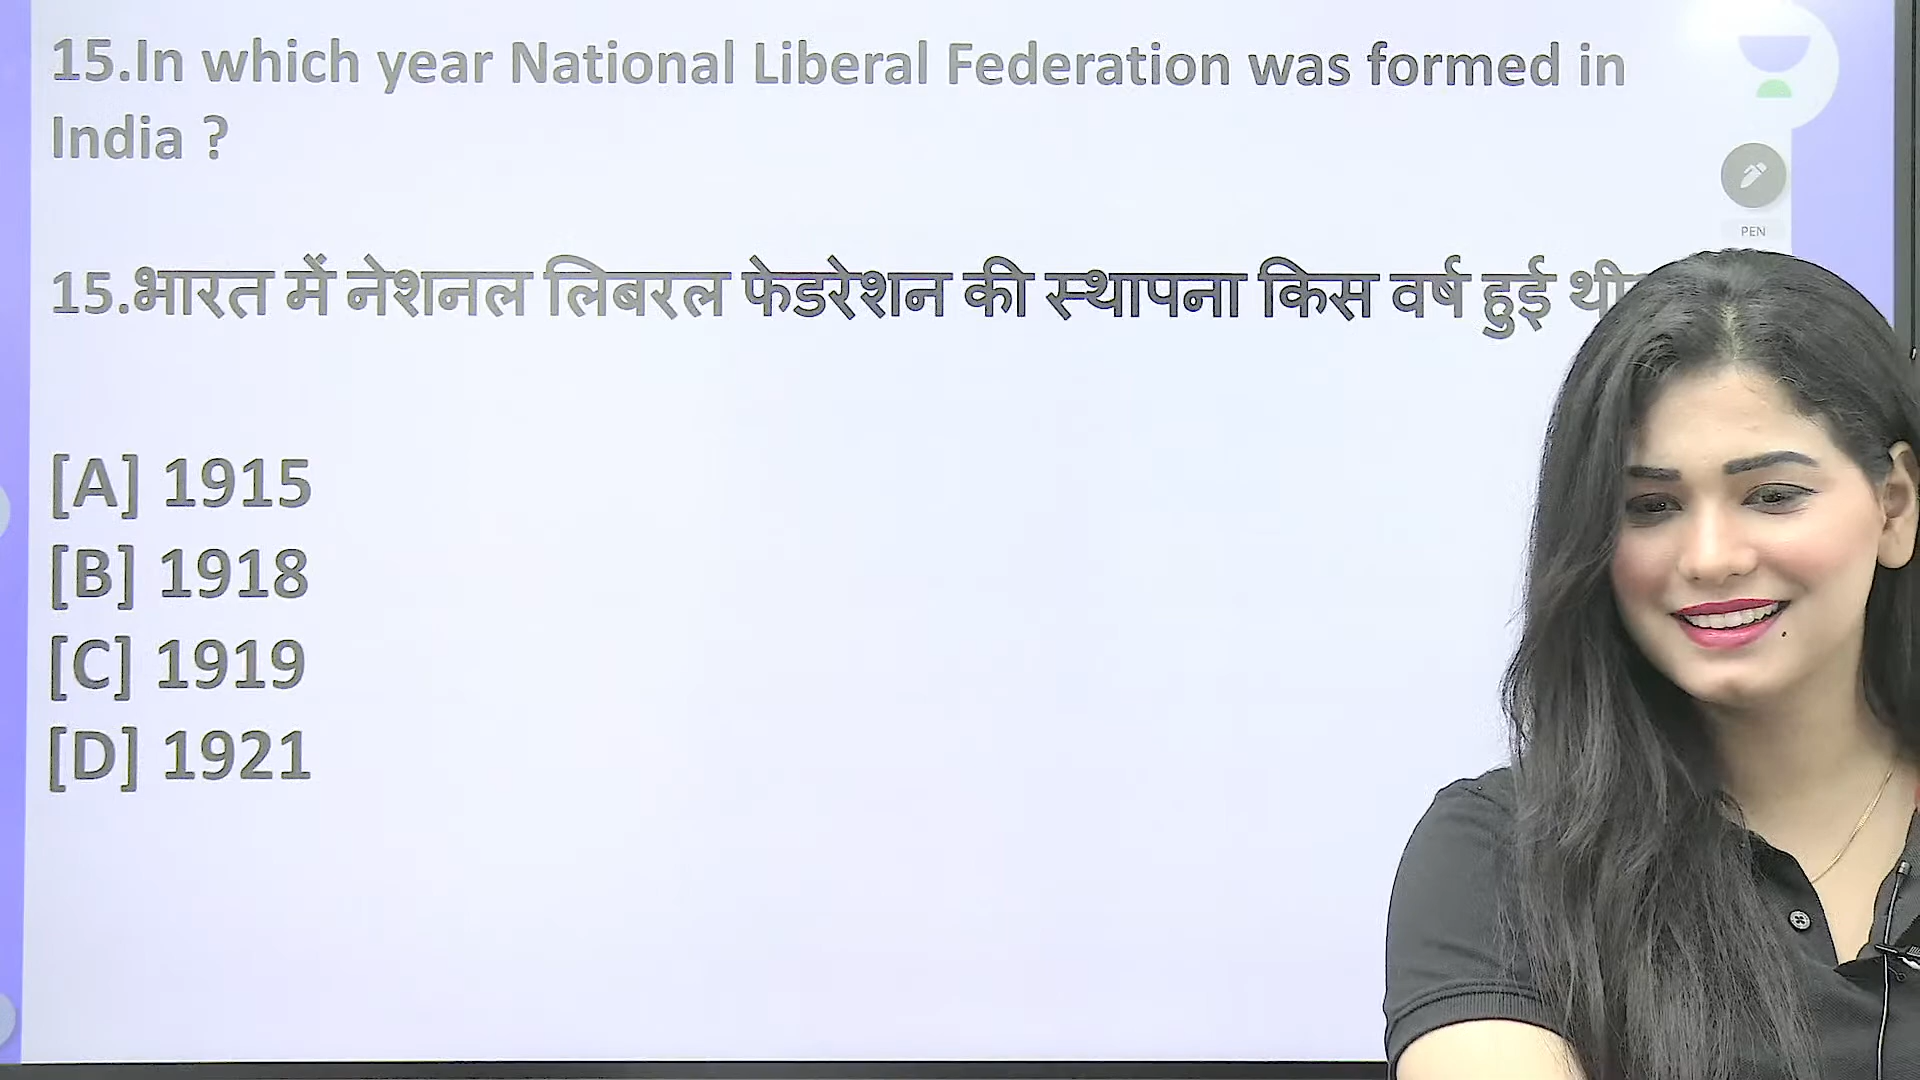 15.In which year National Liberal Federation was formed in
India ?
PEN
15.भारत में नेशनल लिबरल फेडरेशन की स्थापना किस वर्ष हुई थी
[A] 1915
[B] 1918
[C] 1919
[D] 1921